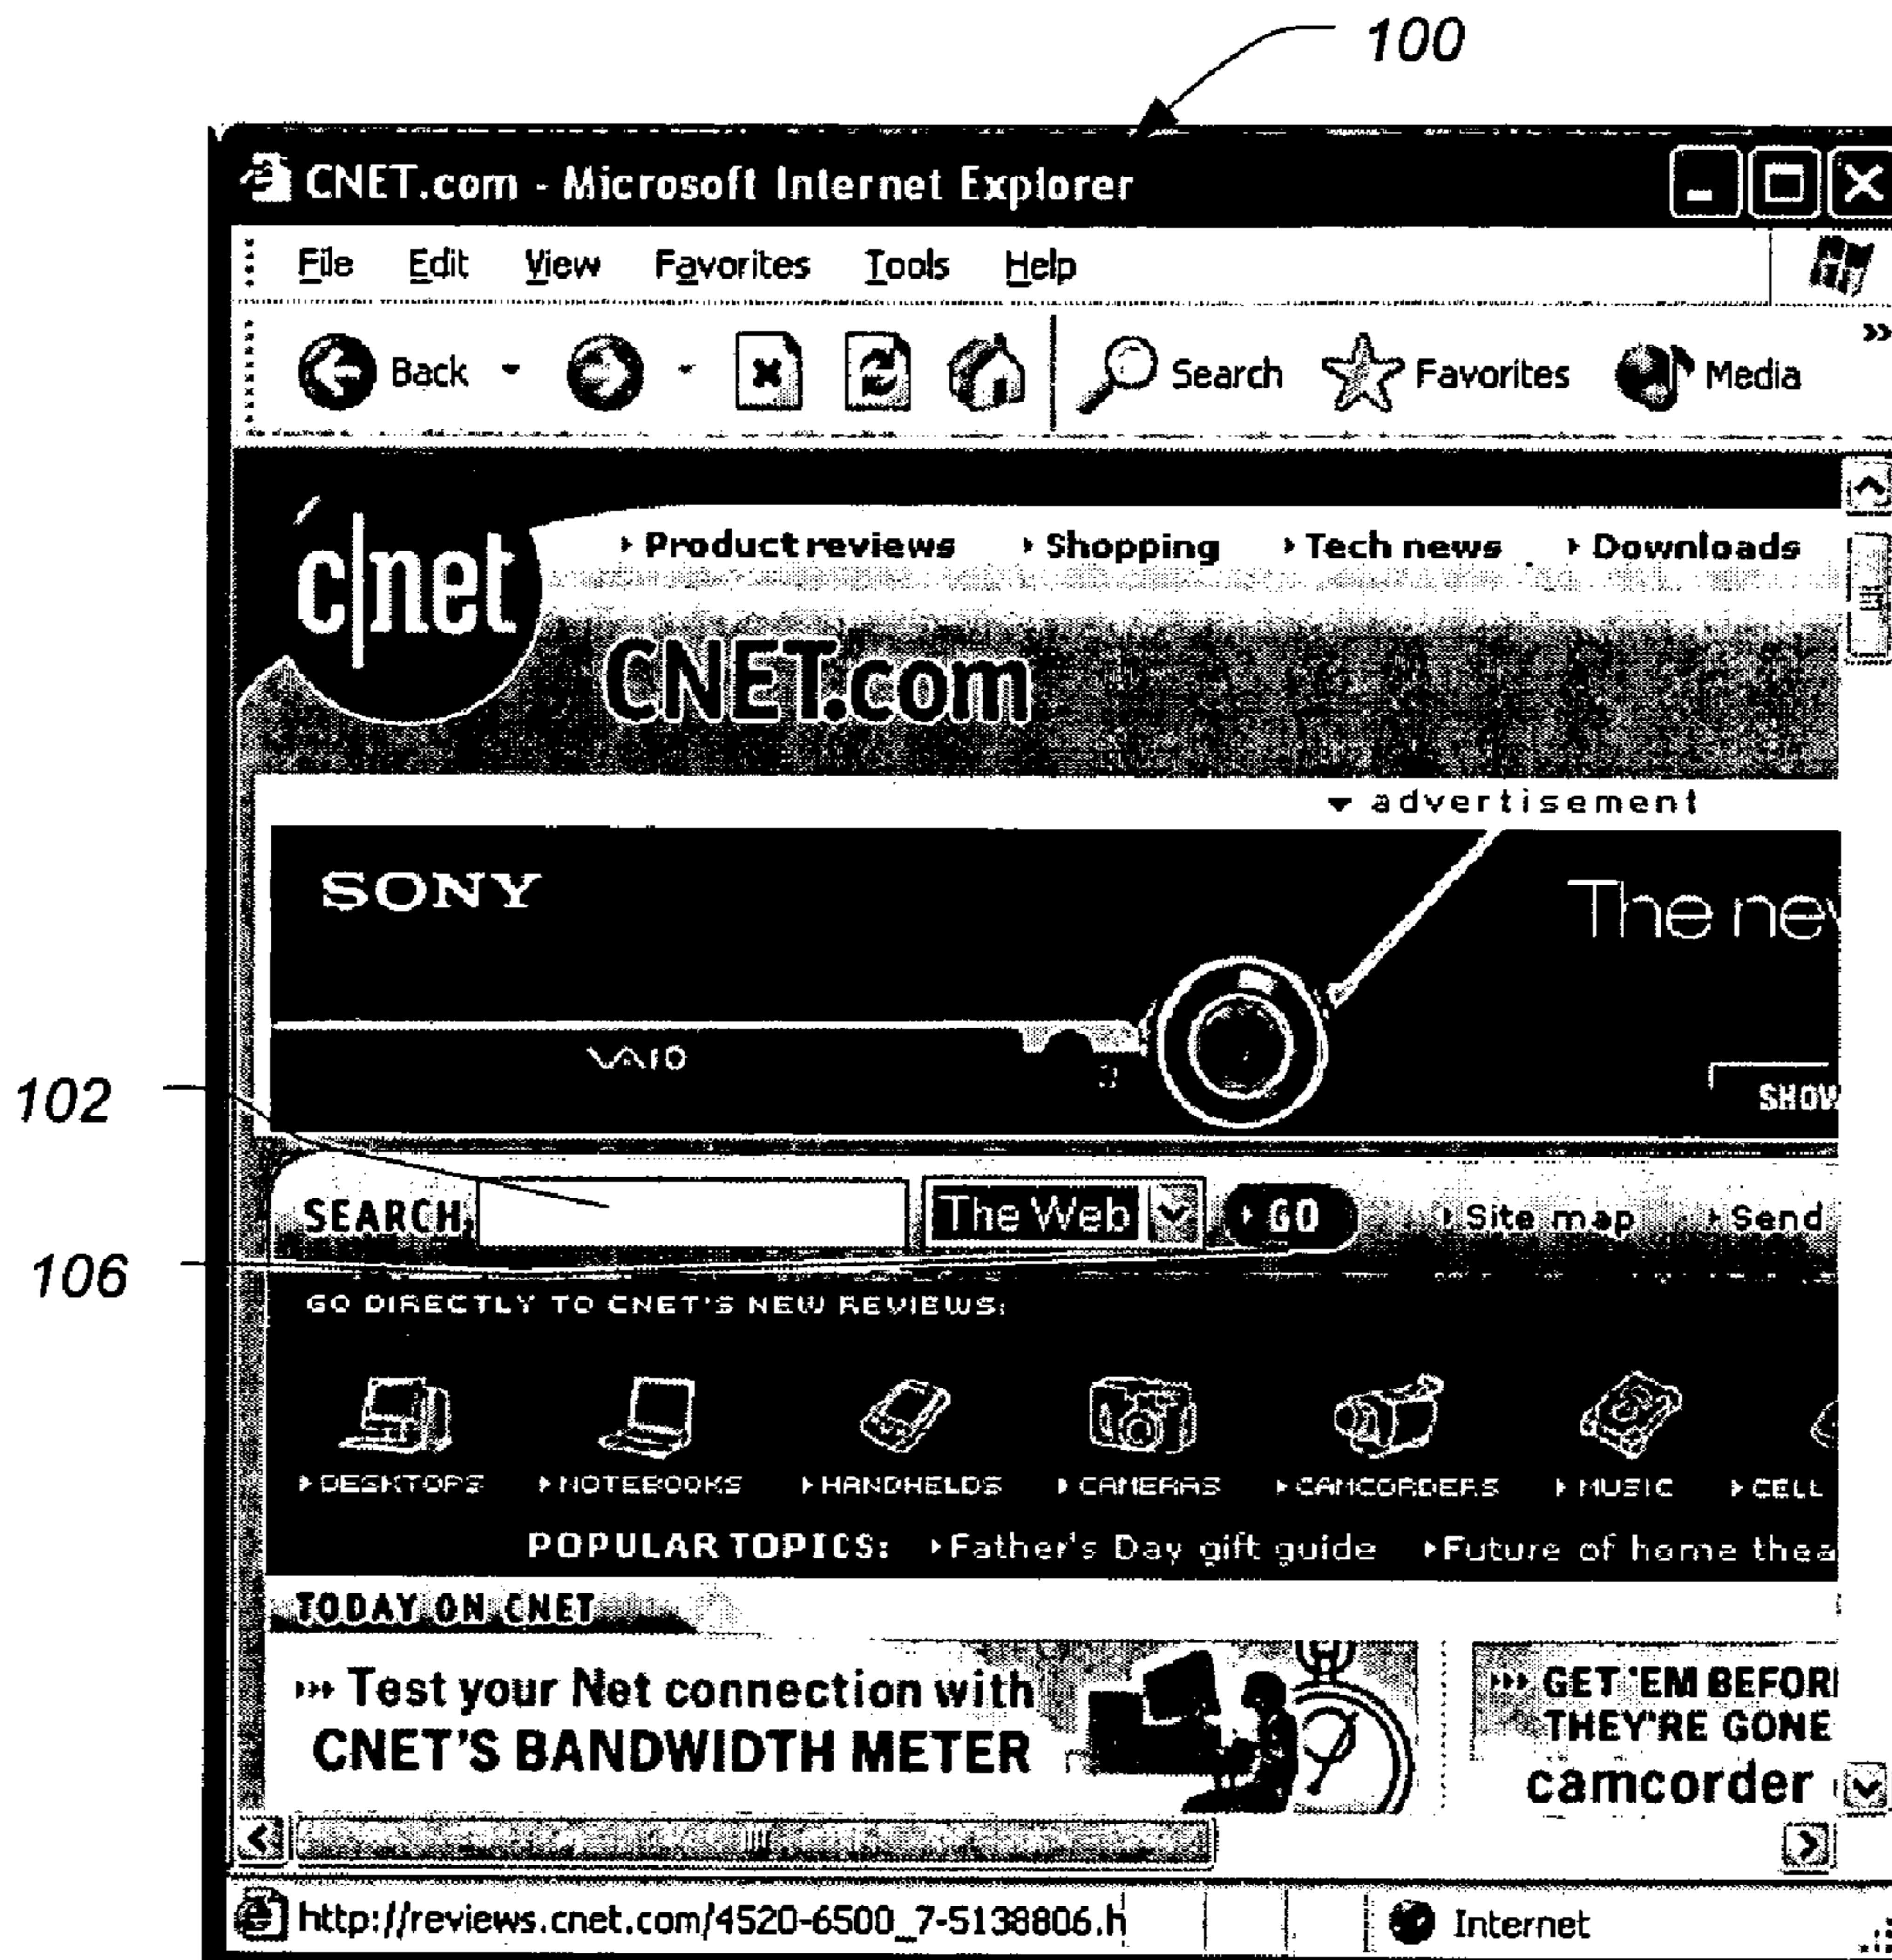 100
CNET.com - Microsoft Internet Explorer
File Edit View Favorites Tools Help
Back Search Favorites Media »
c|net
Product reviews Shopping Tech news Downloads
CNET.com
advertisement
SONY
The new
VAIO
SHOW
102
SEARCH The Web GO Site map Send
106
GO DIRECTLY TO CNET'S NEW REVIEWS:
DESKTOPS NOTEBOOKS HANDHELDS CAMERAS CAMCORDERS MUSIC CELL
POPULAR TOPICS: Father's Day gift guide Future of home thea
TODAY ON CNET
Test your Net connection with
CNET'S BANDWIDTH METER
GET 'EM BEFOR
THEY'RE GONE
camcorder
http://reviews.cnet.com/4520-6500_7-5138806.h Internet